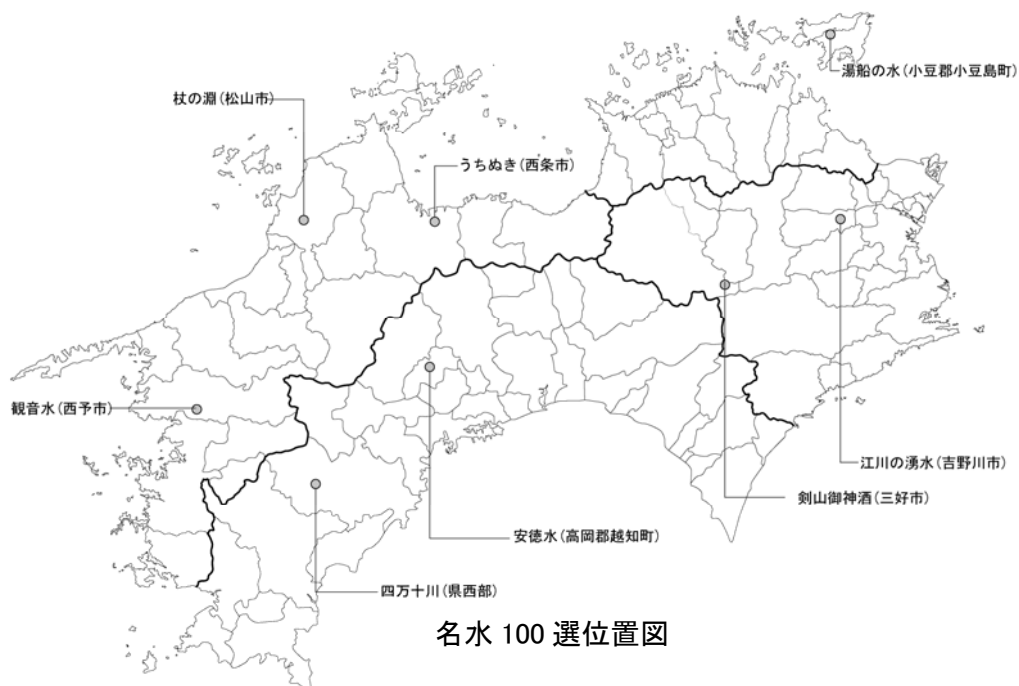 湯船の水(小豆郡小豆島町)
杖の淵(松山市)
うちぬき(西条市)
観音水(西予市)
江川の湧水(吉野川市)
剣山御神酒(三好市)
安徳水(高岡郡越知町)
四万十川(県西部)
名水 100 選位置図